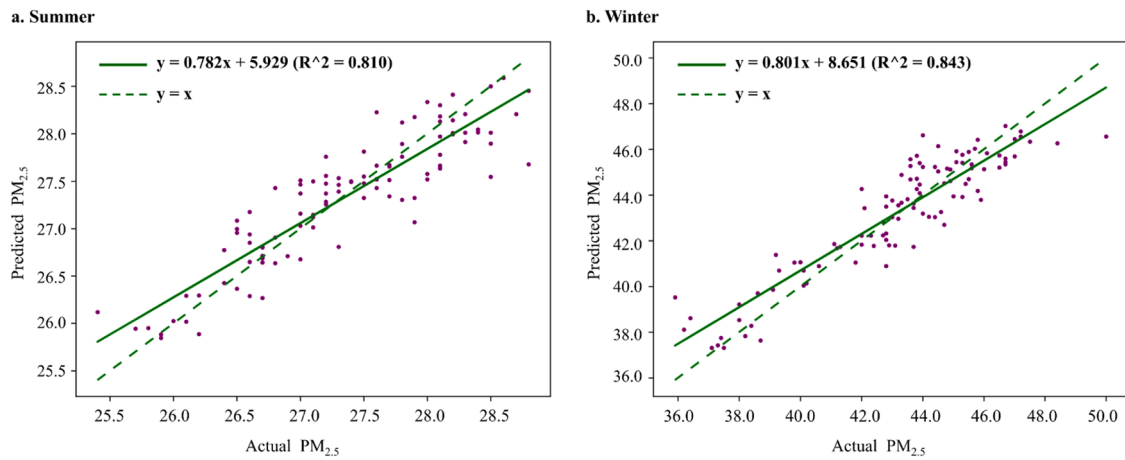 a. Summer
y = 0.782x + 5.929 (R^2 = 0.810)
y = x
28.5
28.0
27.5
27.0
26.5
26.0
25.5
Predicted PM2.5
25.5 26.0 26.5 27.0 27.5 28.0 28.5
Actual PM2.5
b. Winter
y = 0.801x + 8.651 (R^2 = 0.843)
y = x
50.0
48.0
46.0
44.0
42.0
40.0
38.0
36.0
Predicted PM2.5
36.0 38.0 40.0 42.0 44.0 46.0 48.0 50.0
Actual PM2.5